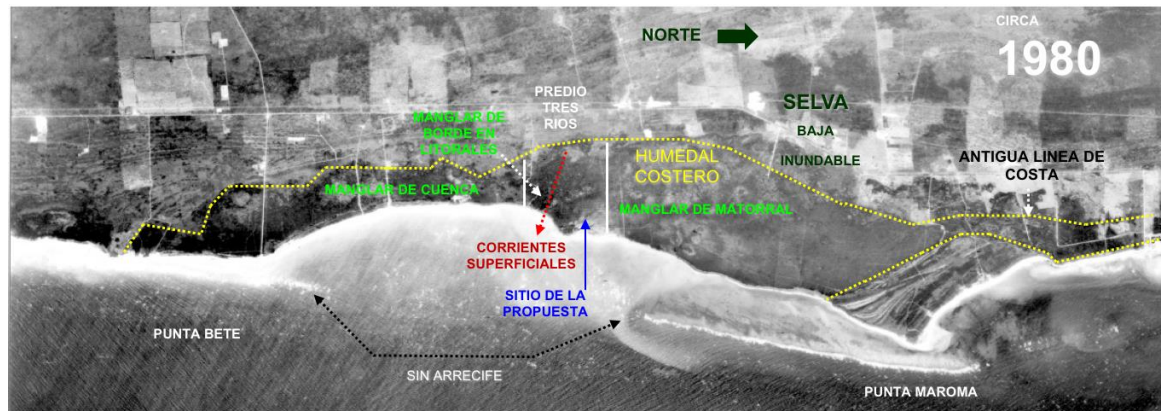 CIRCA
1980
NORTE
PREDIO
TRES
RIOS
SELVA
BAJA
INUNDABLE
MANGLAR DE
BORDE EN
LITORALES
HUMEDAL
COSTERO
ANTIGUA LINEA DE
COSTA
MANGLAR DE CUENCA
MANGLAR DE MATORRAL
CORRIENTES
SUPERFICIALES
SITIO DE LA
PROPUESTA
PUNTA BETE
SIN ARRECIFE
PUNTA MAROMA